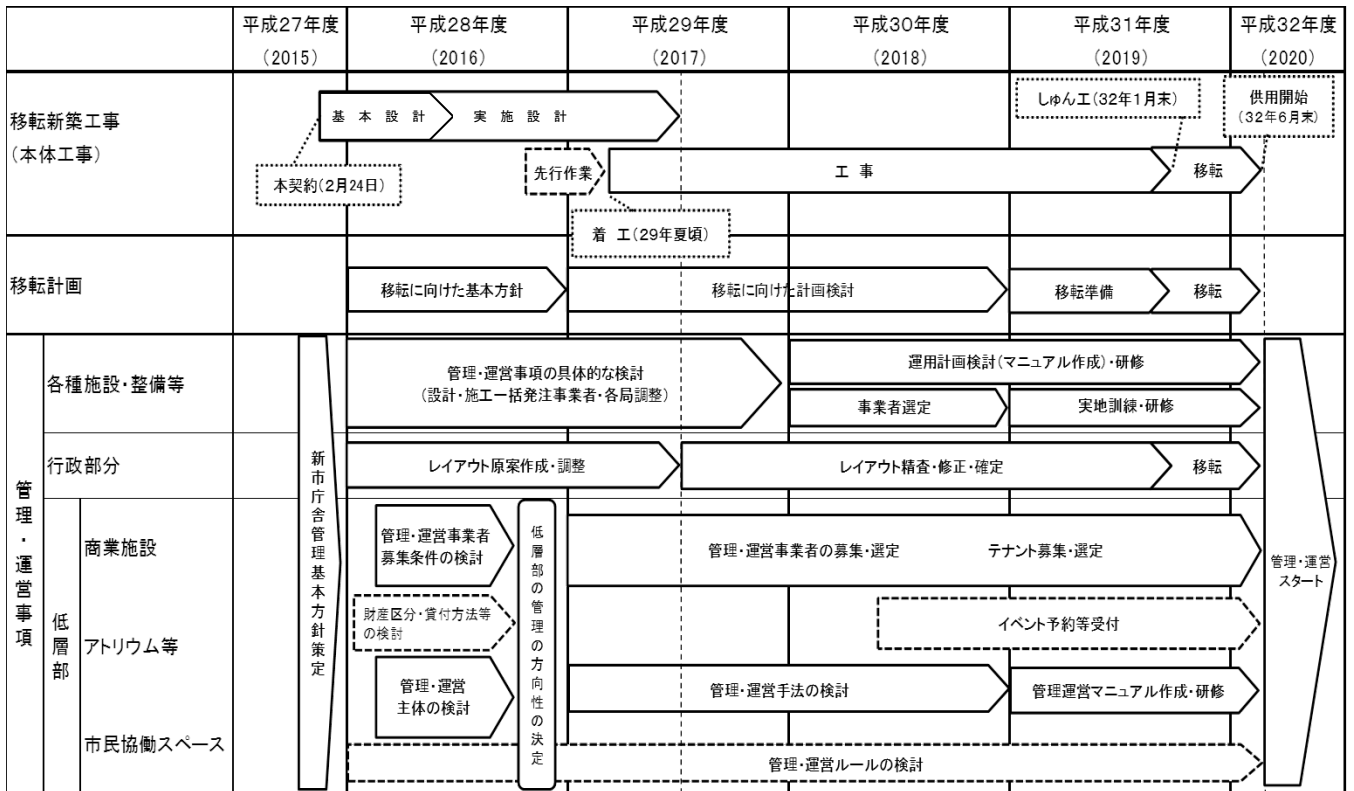 平成27年度
(2015)
平成28年度
(2016)
平成29年度
(2017)
平成30年度
(2018)
平成31年度
(2019)
平成32年度
(2020)
移転新築工事
(本体工事)
基本設計
実施設計
しゅん工(32年1月末)
供用開始
(32年6月末)
本契約(2月24日)
先行作業
工事
移転
着 工(29年夏頃)
移転計画
移転に向けた基本方針
移転に向けた計画検討
移転準備
移転
管理・運営事項
各種施設・整備等
新市庁舎管理基本方針策定
管理・運営事項の具体的な検討
(設計・施工一括発注事業者・各局調整)
運用計画検討(マニュアル作成)・研修
事業者選定
実地訓練・研修
行政部分
レイアウト原案作成・調整
レイアウト精査・修正・確定
移転
低層部
商業施設
管理・運営事業者
募集条件の検討
低層部の管理の方向性の決定
管理・運営事業者の募集・選定
テナント募集・選定
管理・運営
スタート
アトリウム等
財産区分・貸付方法等
の検討
イベント予約等受付
管理・運営
主体の検討
管理・運営手法の検討
管理運営マニュアル作成・研修
市民協働スペース
管理・運営ルールの検討